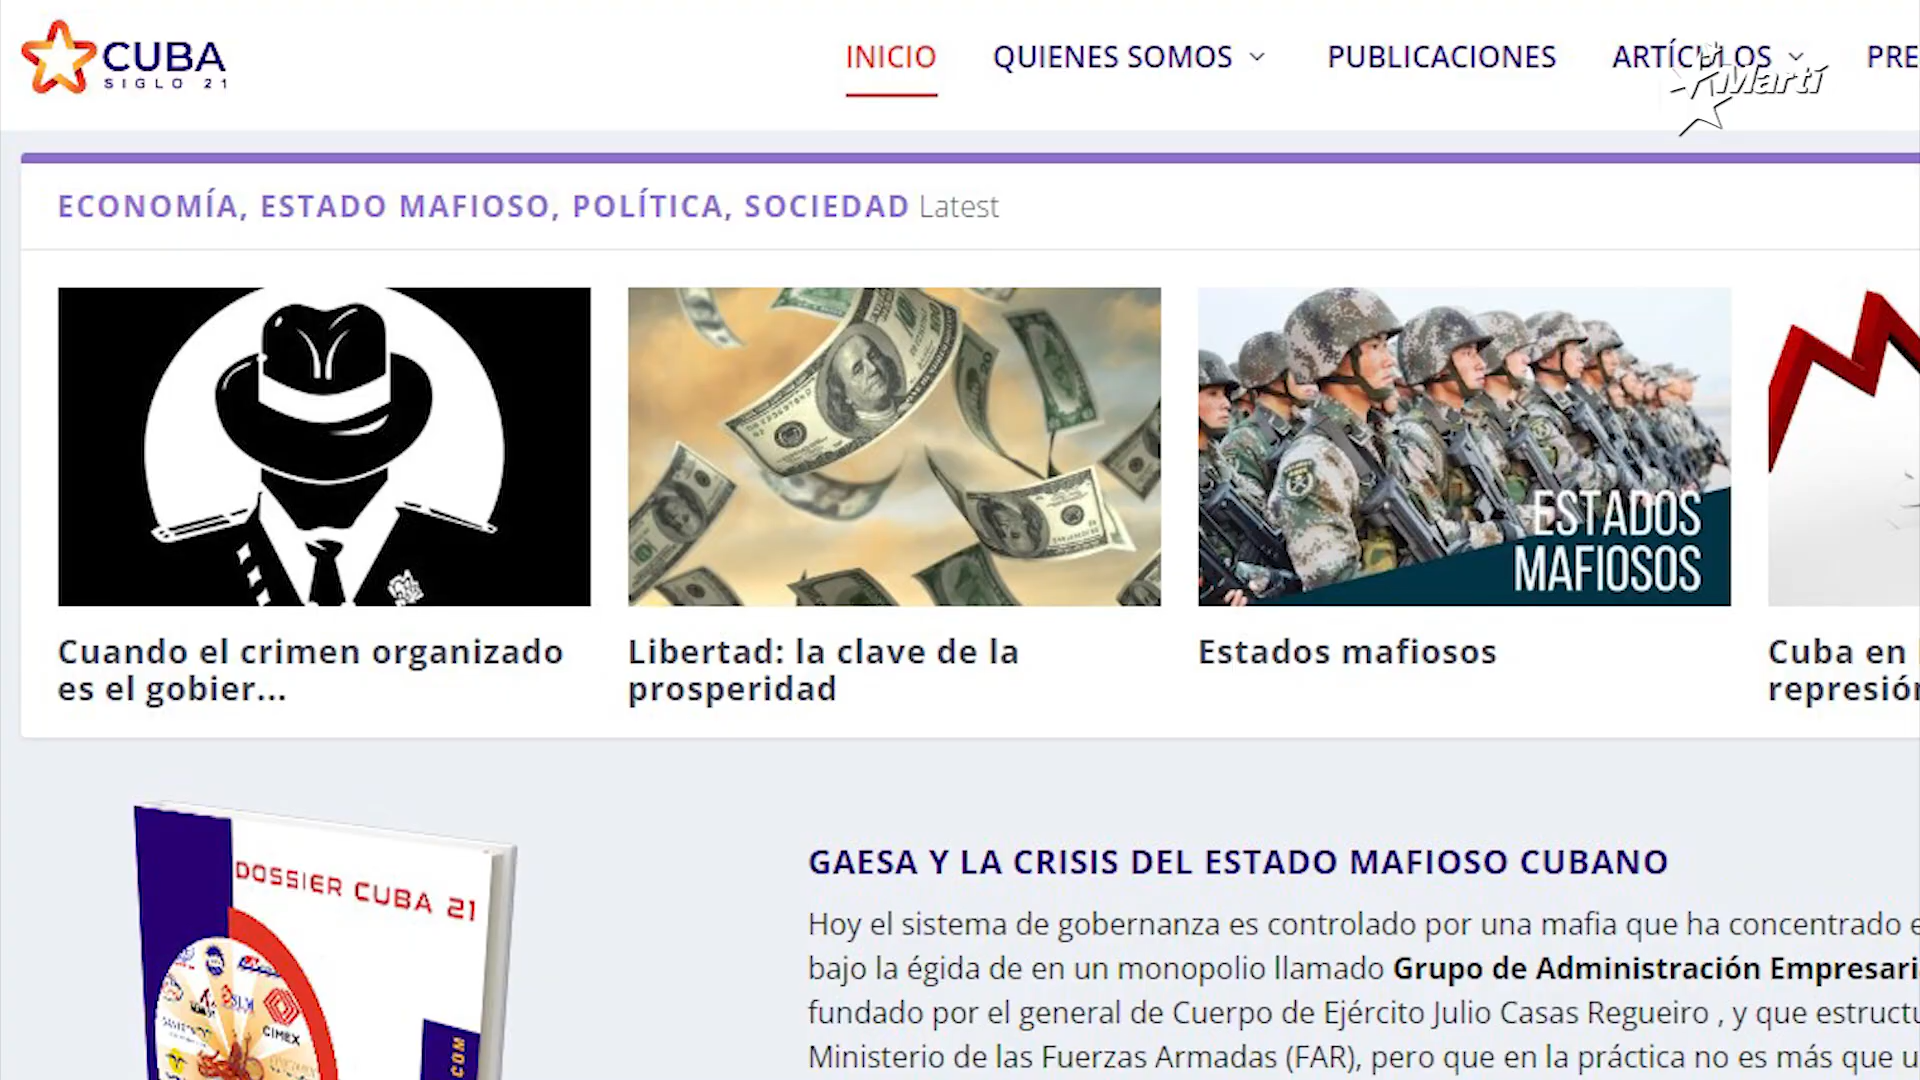 CUBA
SIGLO 21
INICIO
QUIENES SOMOS
PUBLICACIONES
ARTÍCULOS
PRE
Martí
ECONOMÍA, ESTADO MAFIOSO, POLÍTICA, SOCIEDAD Latest
ESTADOS
MAFIOSOS
Cuando el crimen organizado
es el gobier...
Libertad: la clave de la
prosperidad
Estados mafiosos
Cuba en
represión
DOSSIER CUBA 21
CIMEX
COM
GAESA Y LA CRISIS DEL ESTADO MAFIOSO CUBANO
Hoy el sistema de gobernanza es controlado por una mafia que ha concentrado e
bajo la égida de en un monopolio llamado Grupo de Administración Empresari
fundado por el general de Cuerpo de Ejército Julio Casas Regueiro , y que estructu
Ministerio de las Fuerzas Armadas (FAR), pero que en la práctica no es más que u